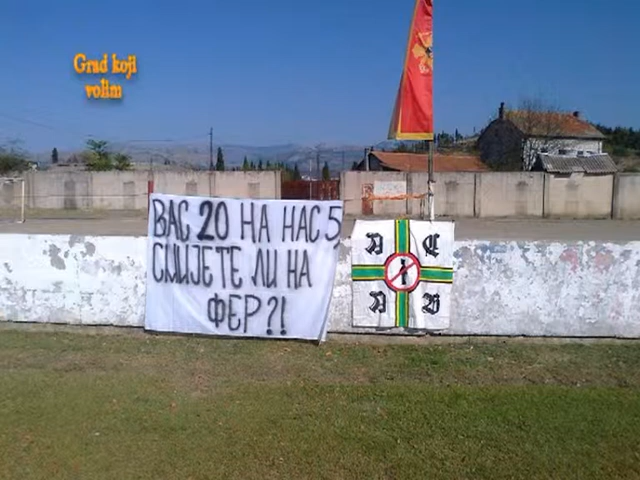 Grad koji
volim
ВАС 20 НА НАС 5
СМИЈЕТЕ ЛИ НА
ФЕР?!